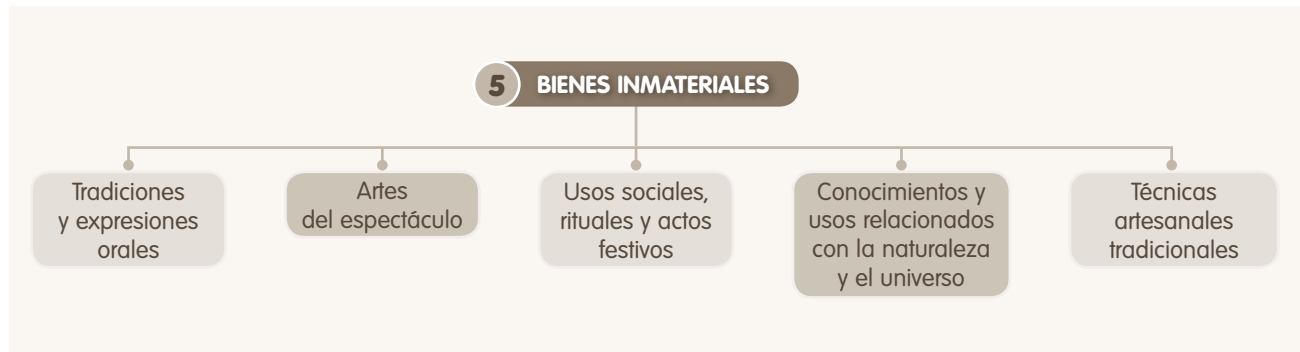 5 BIENES INMATERIALES
Tradiciones
y expresiones
orales
Artes
del espectáculo
Usos sociales,
rituales y actos
festivos
Conocimientos y
usos relacionados
con la naturaleza
y el universo
Técnicas
artesanales
tradicionales